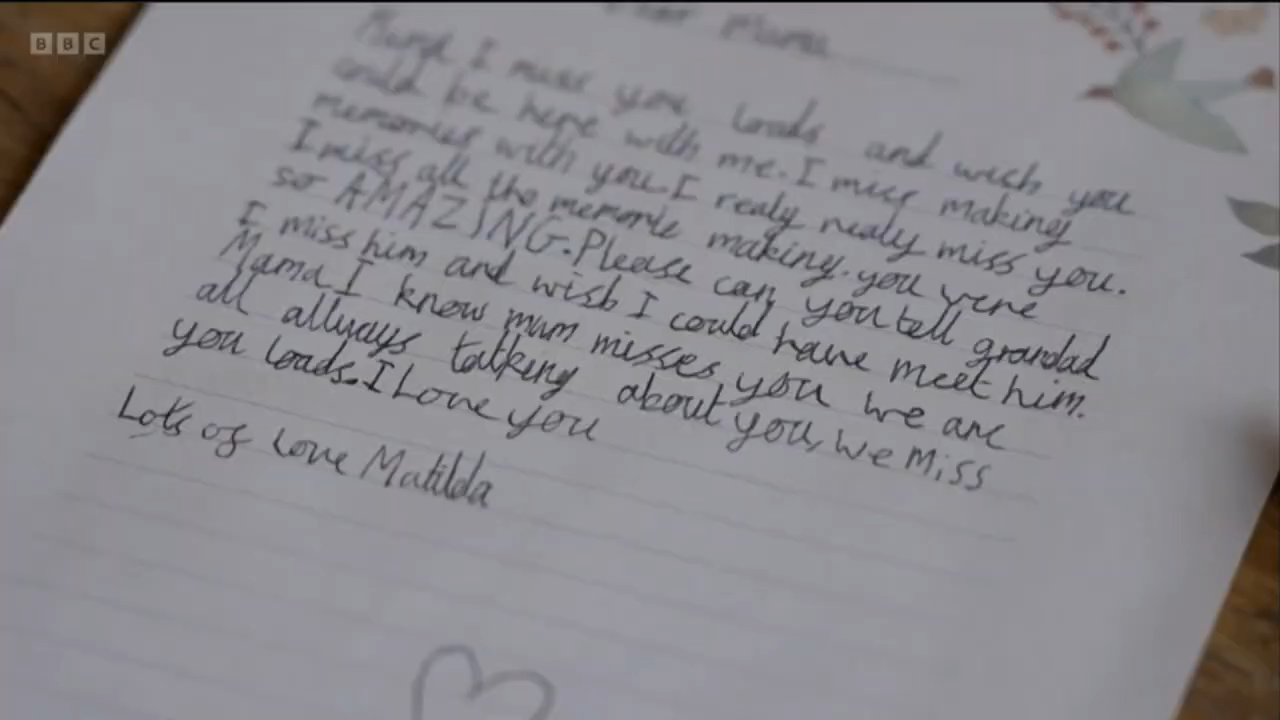 BBC
Dear Mama
Mama I miss you loads and wish you
could be here with me. I miss making
memories with you. I realy realy miss you.
I miss all the memorie making. you were
so AMAZING. Please can you tell grandad
I miss him and wish I could have meet him.
Mama I know mum misses you we are
all allways talking about you, we Miss
you loads. I Love you
Lots of Love Matilda